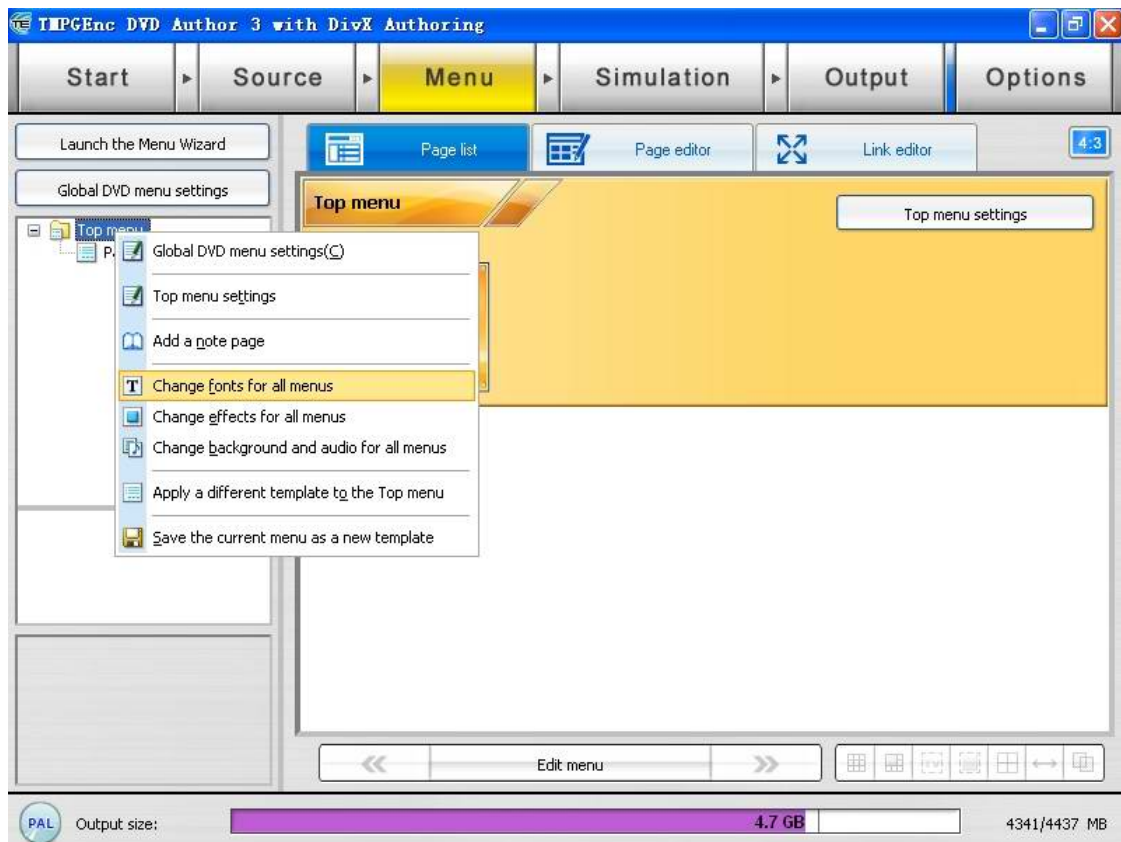 TMPGEnc DVD Author 3 with DivX Authoring
Start
Source
Menu
Simulation
Output
Options
Launch the Menu Wizard
Global DVD menu settings
Page list
Page editor
Link editor
4:3
Top menu
Top menu settings
Top menu
Global DVD menu settings(C)
Top menu settings
Add a note page
Change fonts for all menus
Change effects for all menus
Change background and audio for all menus
Apply a different template to the Top menu
Save the current menu as a new template
Edit menu
PAL
Output size:
4.7 GB
4341/4437 MB